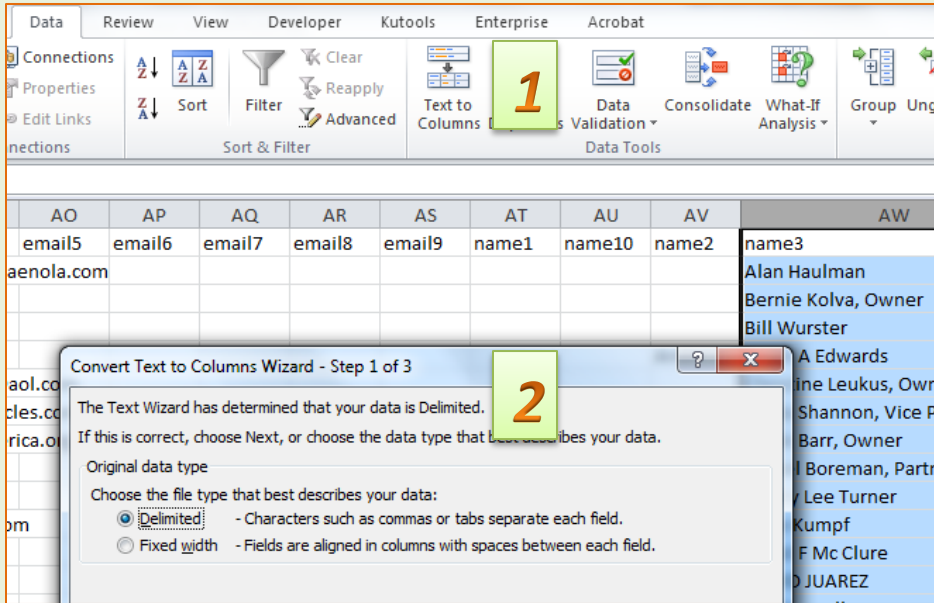 Data Review View Developer Kutools Enterprise Acrobat
Connections Clear
Properties Reapply
Edit Links Sort Filter Advanced
Text to Columns
1
Data Validation
Consolidate
What-If Analysis
Group
Sort & Filter Data Tools
AO AP AQ AR AS AT AU AV AW
email5 email6 email7 email8 email9 name1 name10 name2 name3
aenola.com Alan Haulman
Bernie Kolva, Owner
Bill Wurster
A Edwards
Leukus,
Shannon, Vice
Barr, Owner
Boreman,
Lee Turner
Kumpf
F Mc Clure
JUAREZ
Convert Text to Columns Wizard - Step 1 of 3
2
The Text Wizard has determined that your data is Delimited.
If this is correct, choose Next, or choose the data type that best describes your data.
Original data type
Choose the file type that best describes your data:
Delimited - Characters such as commas or tabs separate each field.
Fixed width - Fields are aligned in columns with spaces between each field.